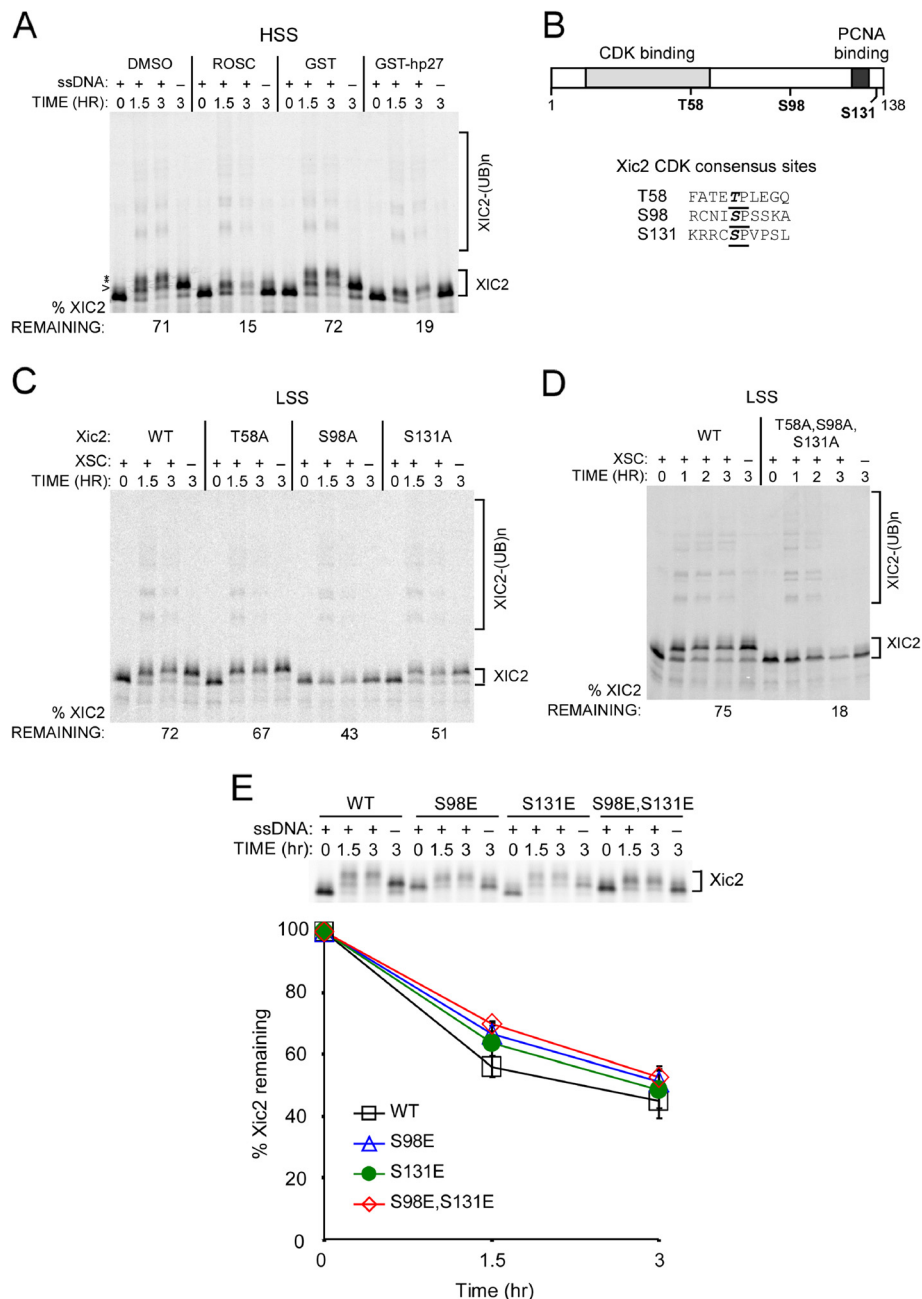 A
HSS
DMSO ROSC GST GST-hp27
ssDNA: + + + – + + + – + + + – + + + –
TIME (HR): 0 1.5 3 3 0 1.5 3 3 0 1.5 3 3 0 1.5 3 3
XIC2-(UB)n
*
>
XIC2
% XIC2
REMAINING: 71 15 72 19
B
CDK binding
PCNA
binding
1 T58 S98 S131 138
Xic2 CDK consensus sites
T58 FATETPLEGQ
S98 RCNISPSSKA
S131 KRRCSPVPSL
C
LSS
Xic2: WT T58A S98A S131A
XSC: + + + – + + + – + + + – + + + –
TIME (HR): 0 1.5 3 3 0 1.5 3 3 0 1.5 3 3 0 1.5 3 3
XIC2-(UB)n
XIC2
% XIC2
REMAINING: 72 67 43 51
D
LSS
WT
T58A,S98A,
S131A
XSC: + + + + – + + + + –
TIME (HR): 0 1 2 3 3 0 1 2 3 3
XIC2-(UB)n
XIC2
% XIC2
REMAINING: 75 18
E
WT S98E S131E S98E,S131E
ssDNA: + + + – + + + – + + + – + + + –
TIME (hr): 0 1.5 3 3 0 1.5 3 3 0 1.5 3 3 0 1.5 3 3
Xic2
% Xic2 remaining
100
80
60
40
20
0
WT
S98E
S131E
S98E,S131E
0 1.5 3
Time (hr)